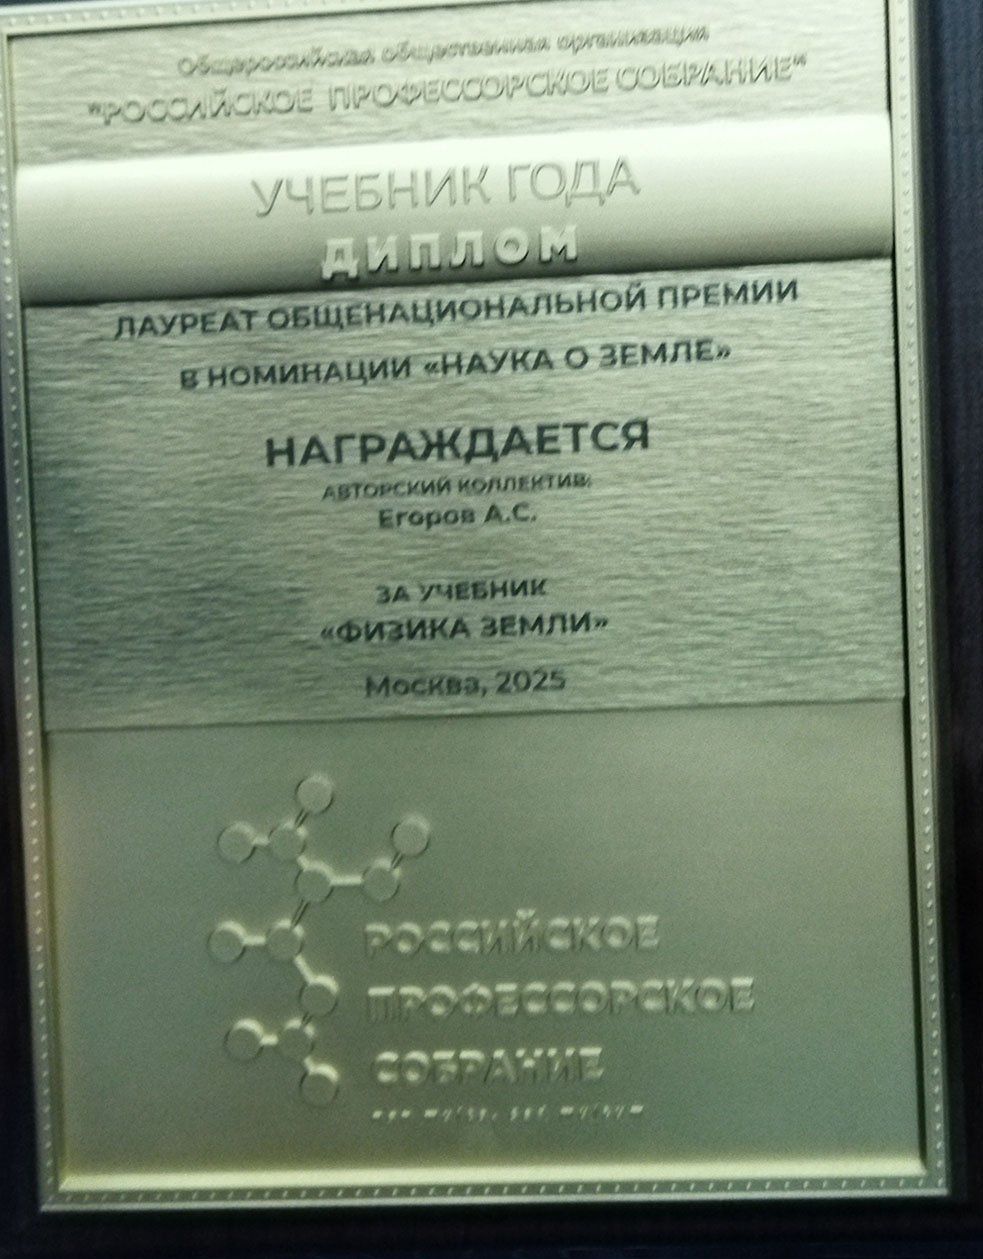 Общероссийская общественная организация
"РОССИЙСКОЕ ПРОФЕССОРСКОЕ СОБРАНИЕ"
УЧЕБНИК ГОДА
ДИПЛОМ
ЛАУРЕАТ ОБЩЕНАЦИОНАЛЬНОЙ ПРЕМИИ
В НОМИНАЦИИ «НАУКА О ЗЕМЛЕ»
НАГРАЖДАЕТСЯ
АВТОРСКИЙ КОЛЛЕКТИВ:
Егоров А.С.
ЗА УЧЕБНИК
«ФИЗИКА ЗЕМЛИ»
Москва, 2025
РОССИЙСКОЕ
ПРОФЕССОРСКОЕ
СОБРАНИЕ